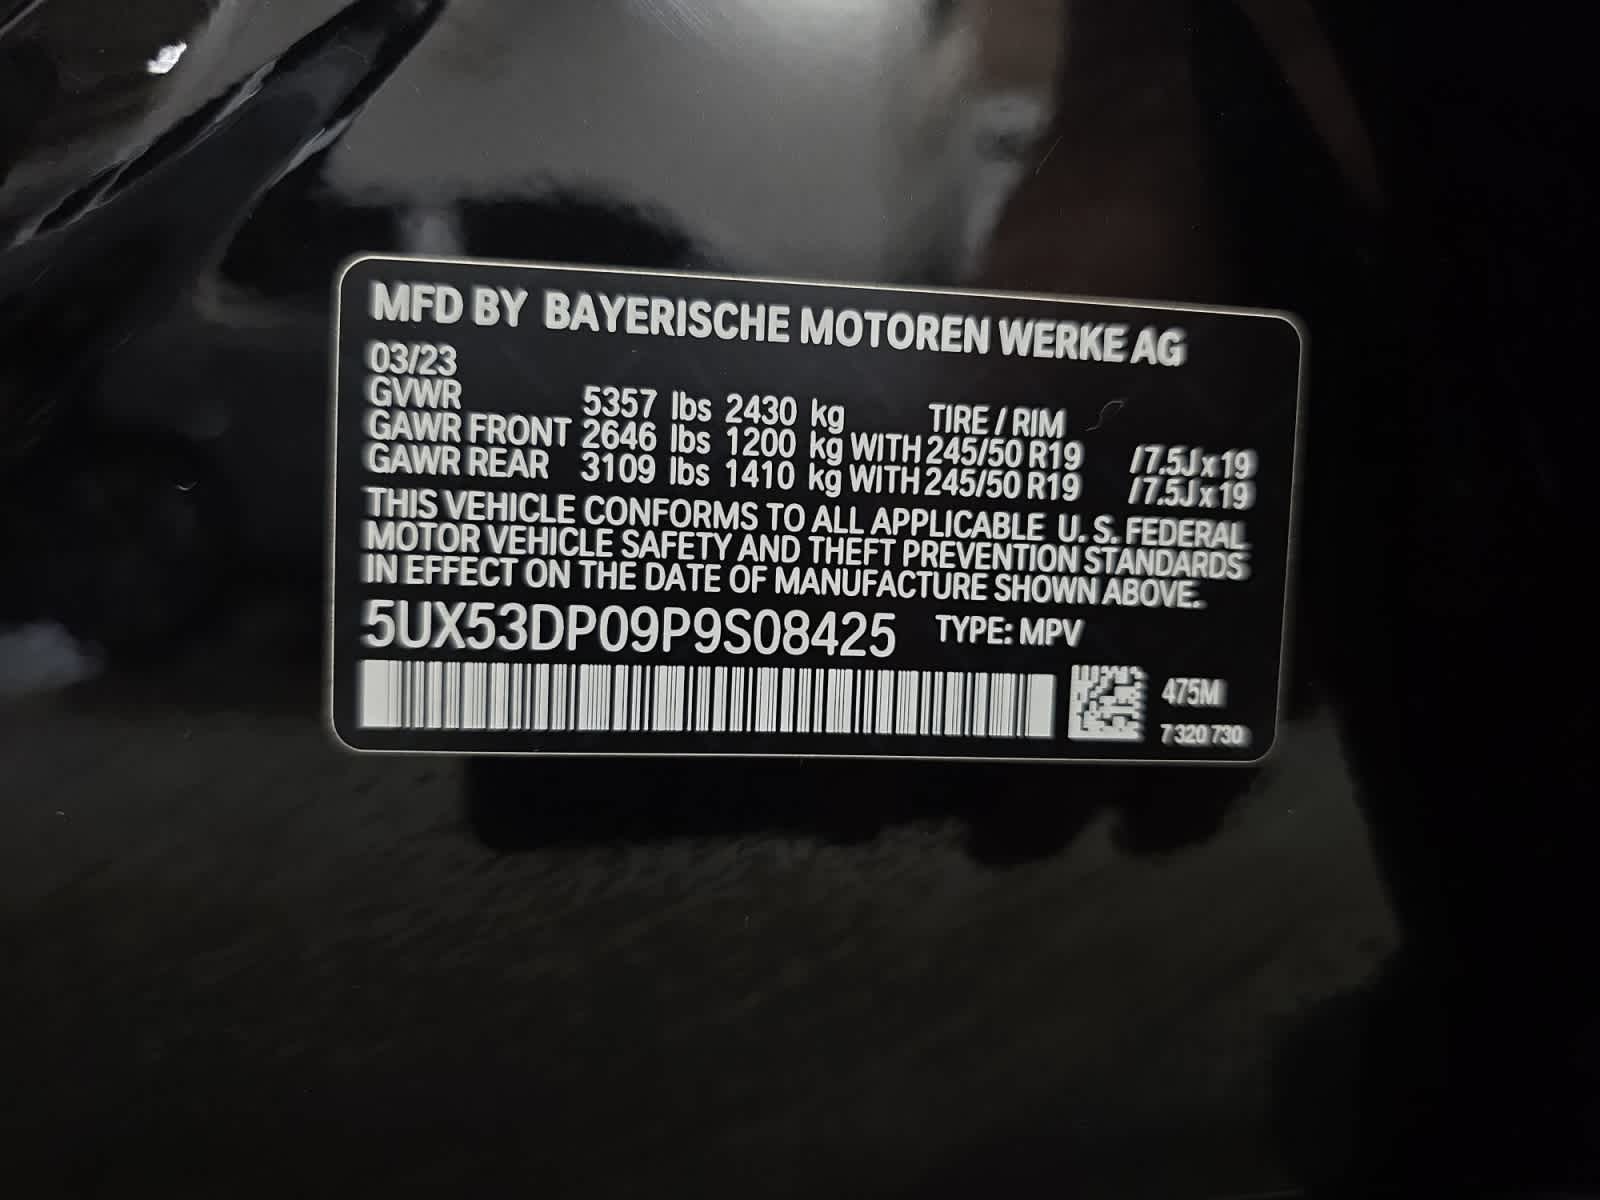 MFD BY BAYERISCHE MOTOREN WERKE AG
03/23
GVWR 5357 lbs 2430 kg TIRE / RIM
GAWR FRONT 2646 lbs 1200 kg WITH 245/50 R19 / 7.5J x 19
GAWR REAR 3109 lbs 1410 kg WITH 245/50 R19 / 7.5J x 19
THIS VEHICLE CONFORMS TO ALL APPLICABLE U. S. FEDERAL
MOTOR VEHICLE SAFETY AND THEFT PREVENTION STANDARDS
IN EFFECT ON THE DATE OF MANUFACTURE SHOWN ABOVE.
5UX53DP09P9S08425 TYPE: MPV
475M
7 320 730